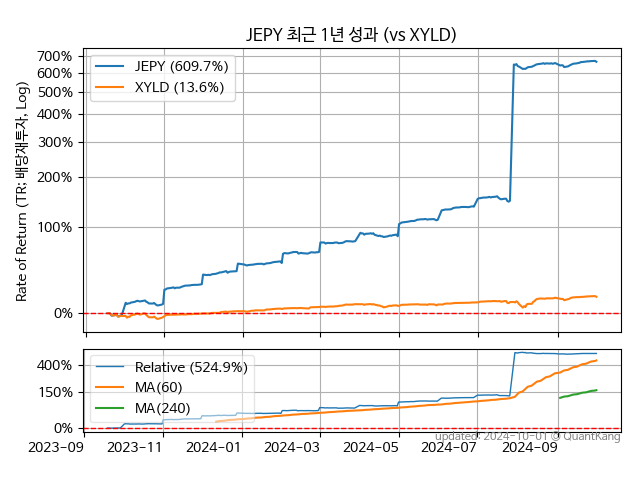 JEPY 최근 1년 성과 (vs XYLD)
Rate of Return (TR; 배당재투자, Log)
700%
600%
500%
400%
300%
200%
100%
0%
JEPY (609.7%)
XYLD (13.6%)
400%
150%
0%
Relative (524.9%)
MA(60)
MA(240)
2023-09 2023-11 2024-01 2024-03 2024-05 2024-07 2024-09
updated: 2024-10-01 © QuantKang